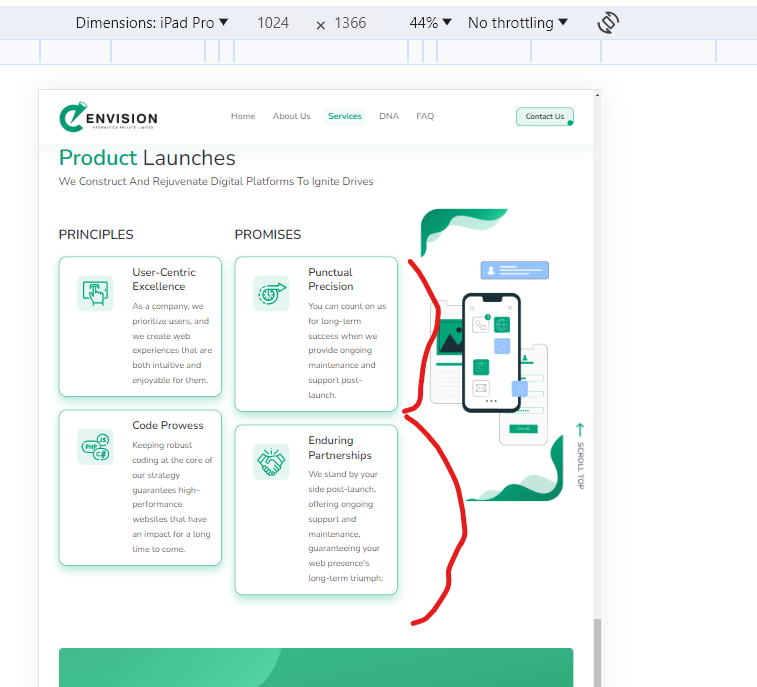 Dimensions: iPad Pro ▼ 1024 × 1366 44% ▼ No throttling ▼
ENVISION
INFORMATICS PRIVATE LIMITED
Home About Us Services DNA FAQ Contact Us
Product Launches
We Construct And Rejuvenate Digital Platforms To Ignite Drives
PRINCIPLES
User-Centric
Excellence
As a company, we
prioritize users, and
we create web
experiences that are
both intuitive and
enjoyable for them.
Code Prowess
JS
PHP
C#
Keeping robust
coding at the core of
our strategy
guarantees high-
performance
websites that have
an impact for a long
time to come.
PROMISES
Punctual
Precision
You can count on us
for long-term
success when we
provide ongoing
maintenance and
support post-
launch.
Enduring
Partnerships
We stand by your
side post-launch,
offering ongoing
support and
maintenance,
guaranteeing your
web presence's
long-term triumph.
SCROLL TOP